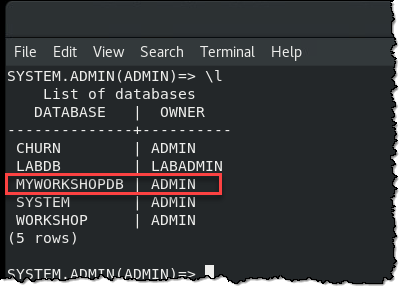 File Edit View Search Terminal Help
SYSTEM.ADMIN(ADMIN)=> \l
List of databases
DATABASE | OWNER
--------------+----------
CHURN | ADMIN
LABDB | LABADMIN
MYWORKSHOPDB | ADMIN
SYSTEM | ADMIN
WORKSHOP | ADMIN
(5 rows)
SYSTEM.ADMIN(ADMIN)=>